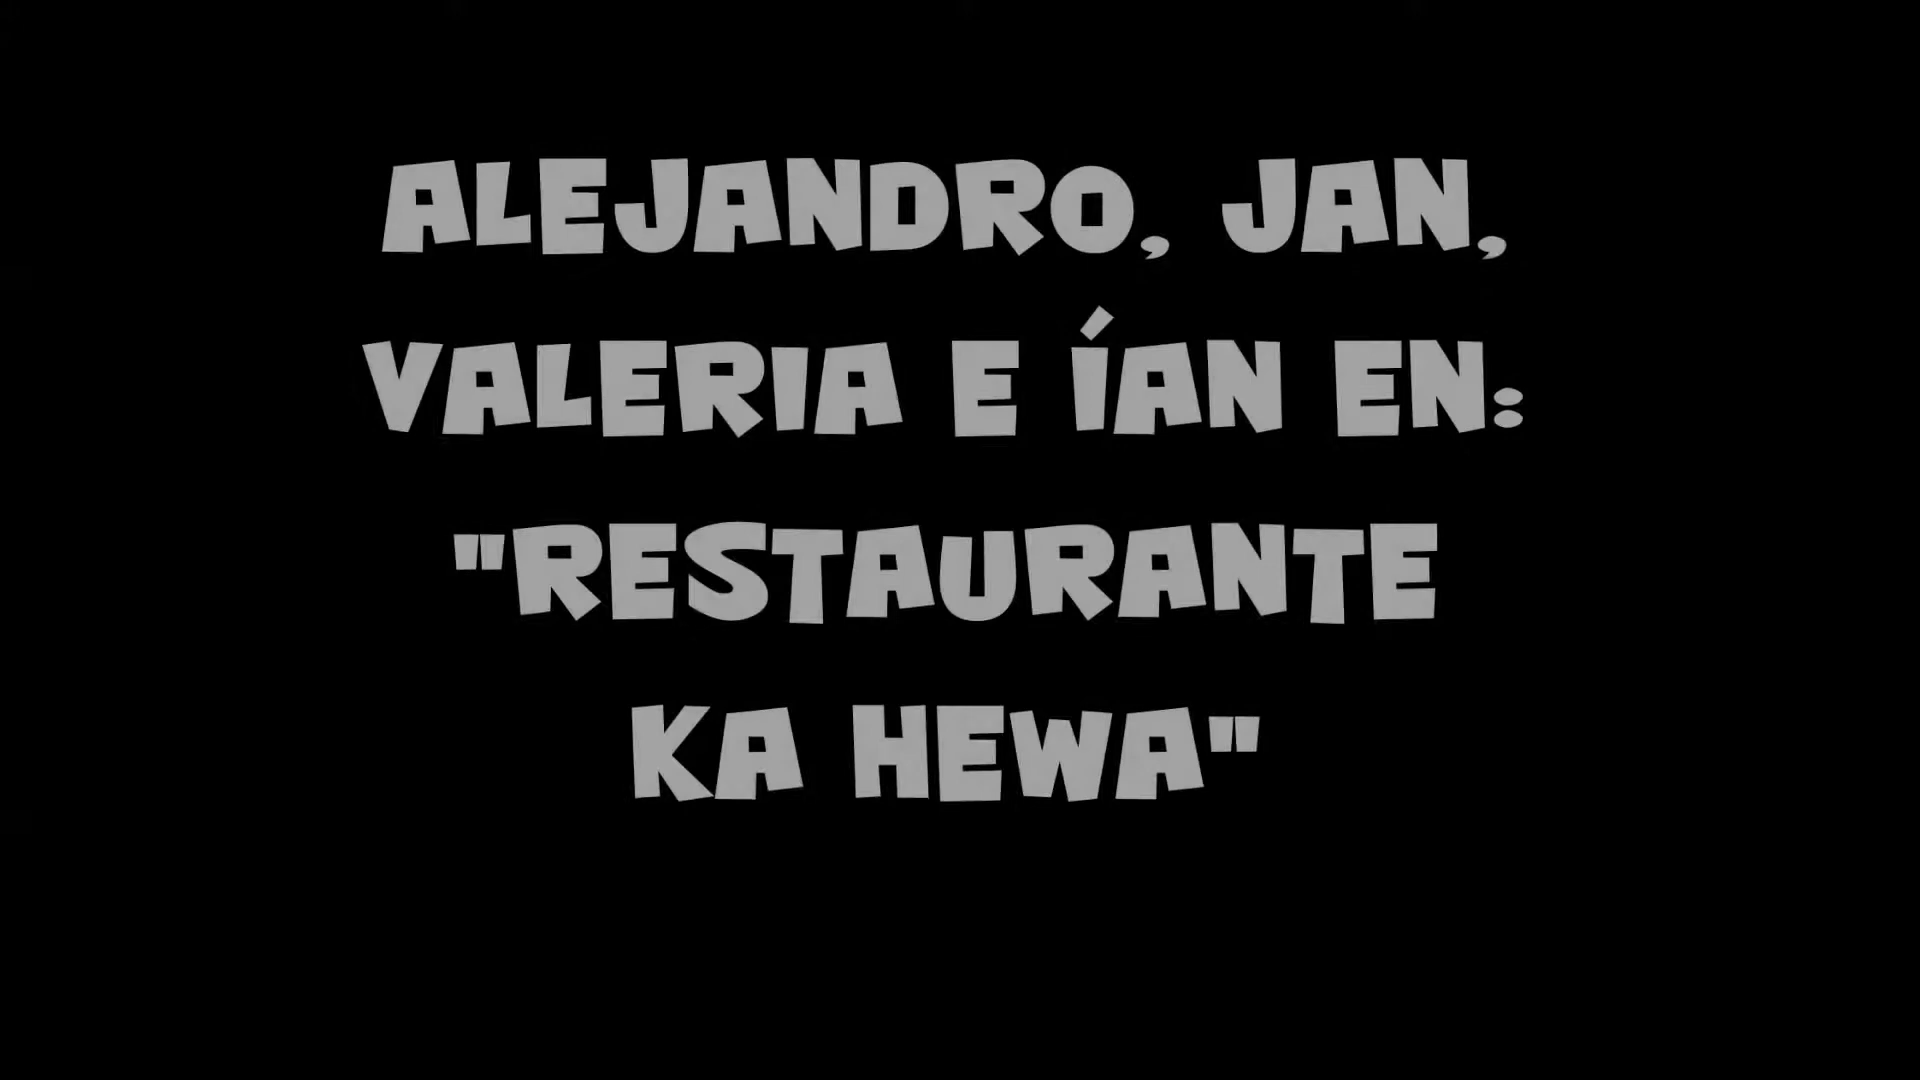 ALEJANDRO, JAN,
VALERIA E ÍAN EN:
"RESTAURANTE
KA HEWA"